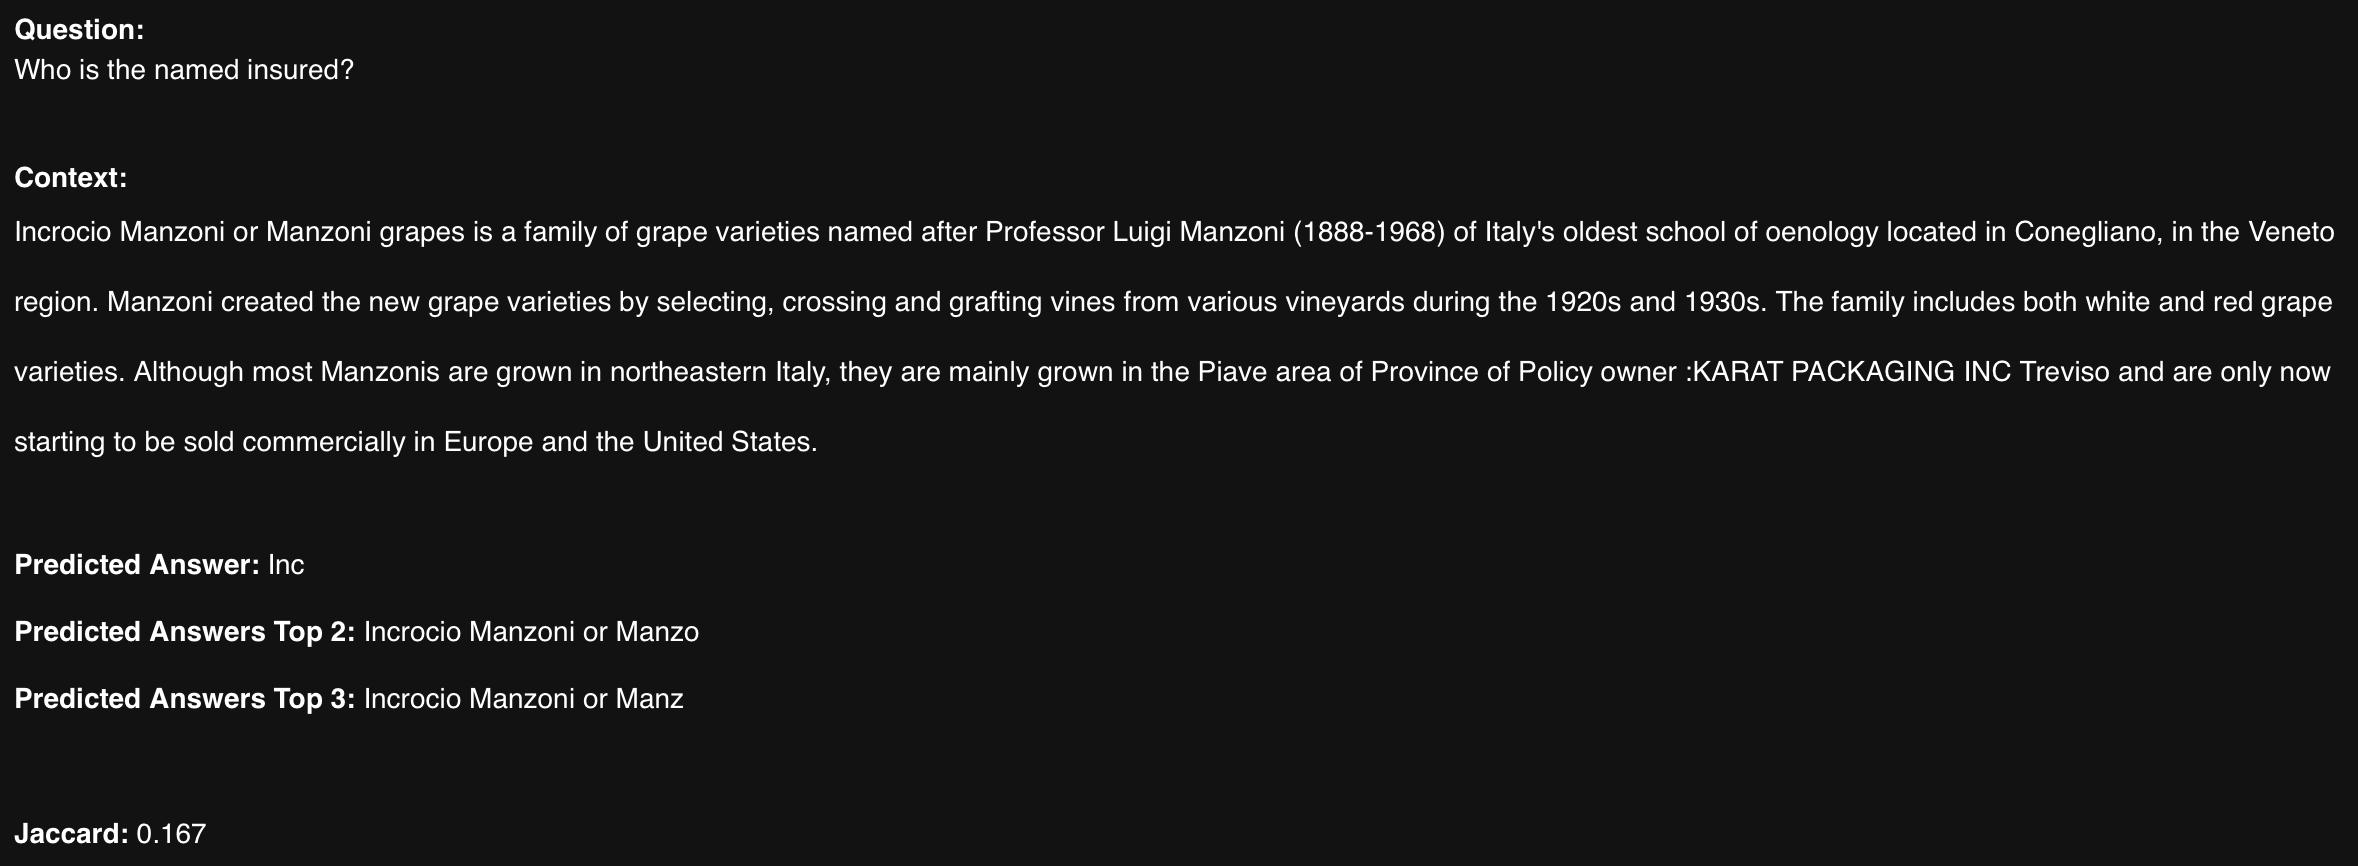 Question:
Who is the named insured?
Context:
Incrocio Manzoni or Manzoni grapes is a family of grape varieties named after Professor Luigi Manzoni (1888-1968) of Italy's oldest school of oenology located in Conegliano, in the Veneto
region. Manzoni created the new grape varieties by selecting, crossing and grafting vines from various vineyards during the 1920s and 1930s. The family includes both white and red grape
varieties. Although most Manzonis are grown in northeastern Italy, they are mainly grown in the Piave area of Province of Policy owner :KARAT PACKAGING INC Treviso and are only now
starting to be sold commercially in Europe and the United States.
Predicted Answer: Inc
Predicted Answers Top 2: Incrocio Manzoni or Manzo
Predicted Answers Top 3: Incrocio Manzoni or Manz
Jaccard: 0.167